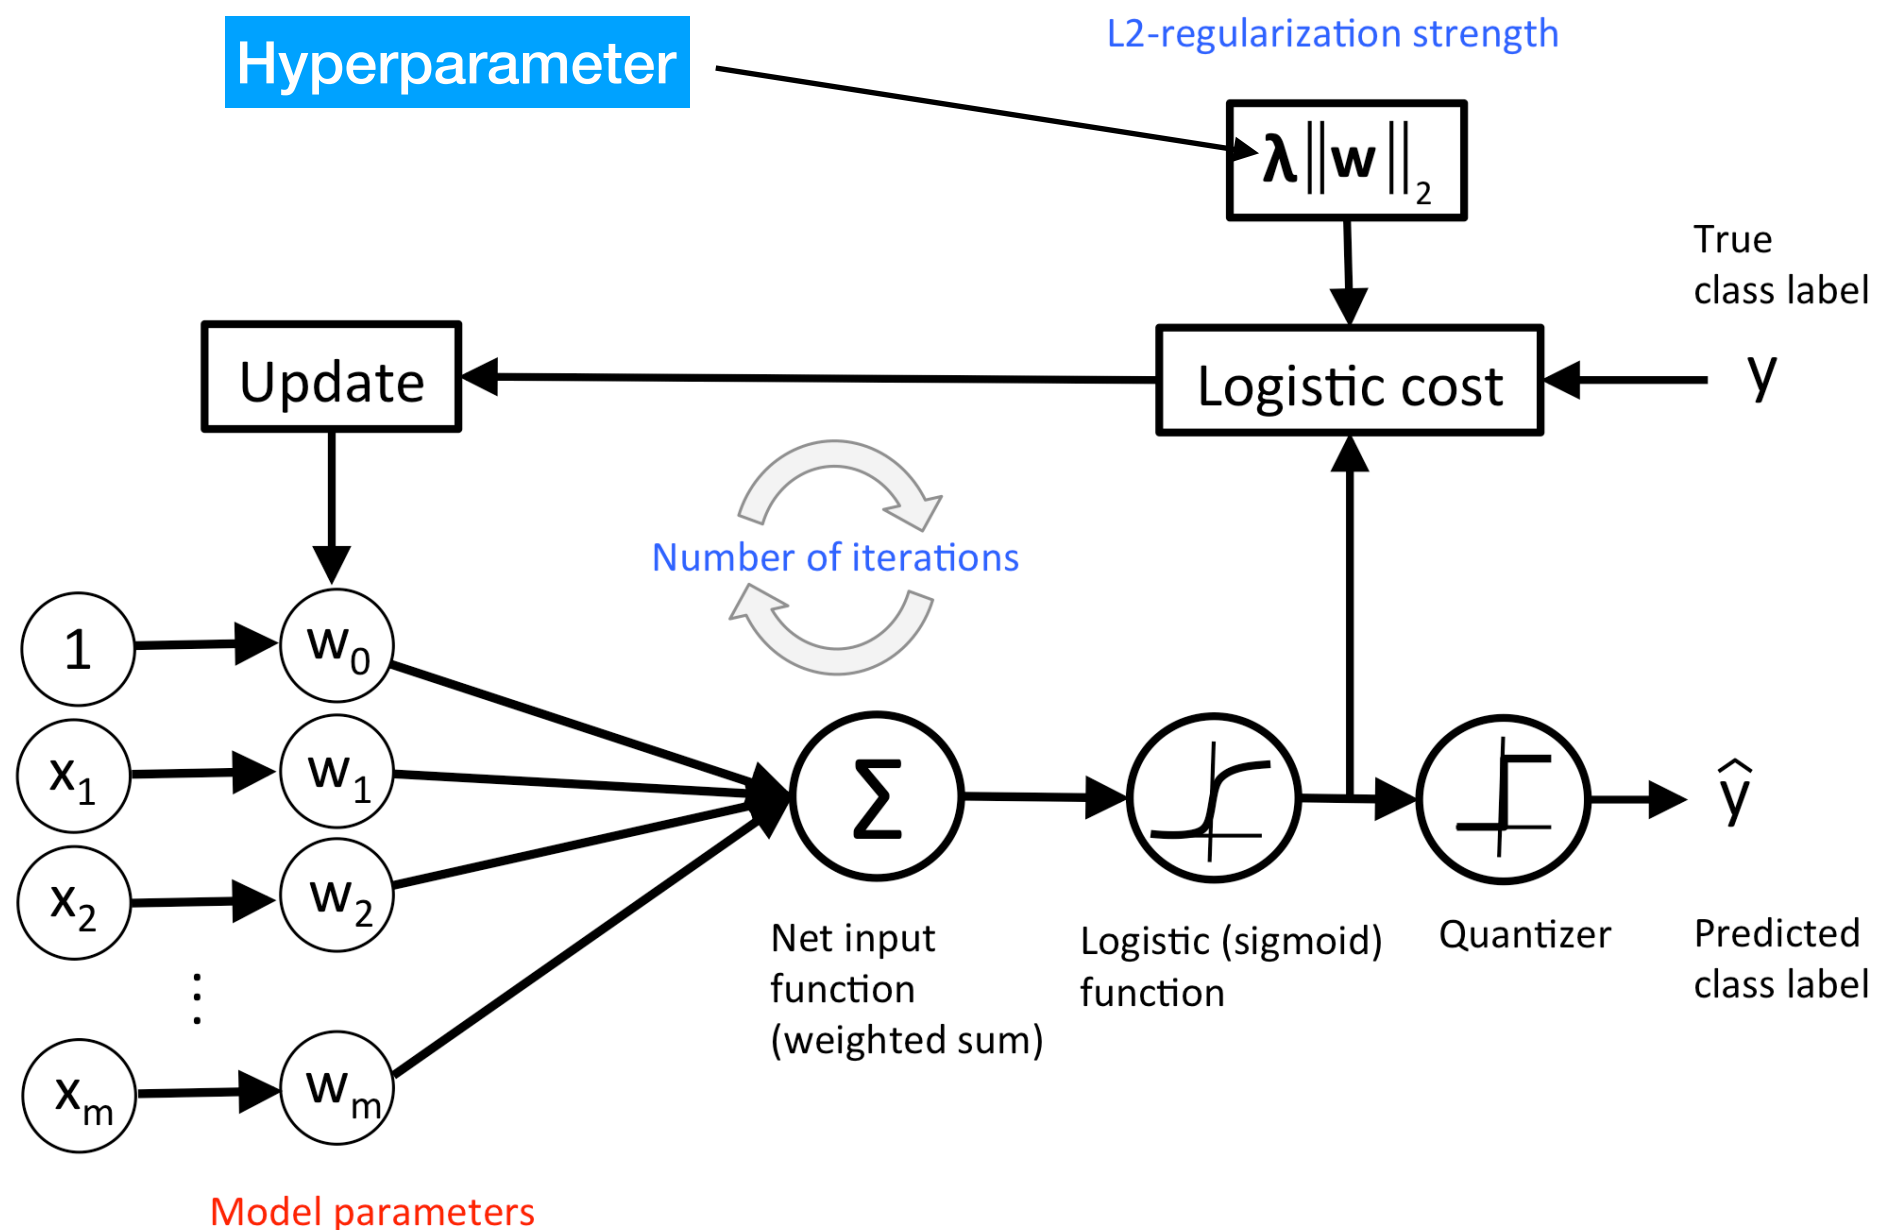 Hyperparameter
L2-regularization strength
λ||w||₂
True
class label
Update
Logistic cost
y
Number of iterations
1
w₀
x₁
w₁
x₂
w₂
⋮
xₘ
wₘ
Σ
ŷ
Net input
function
(weighted sum)
Logistic (sigmoid)
function
Quantizer
Predicted
class label
Model parameters